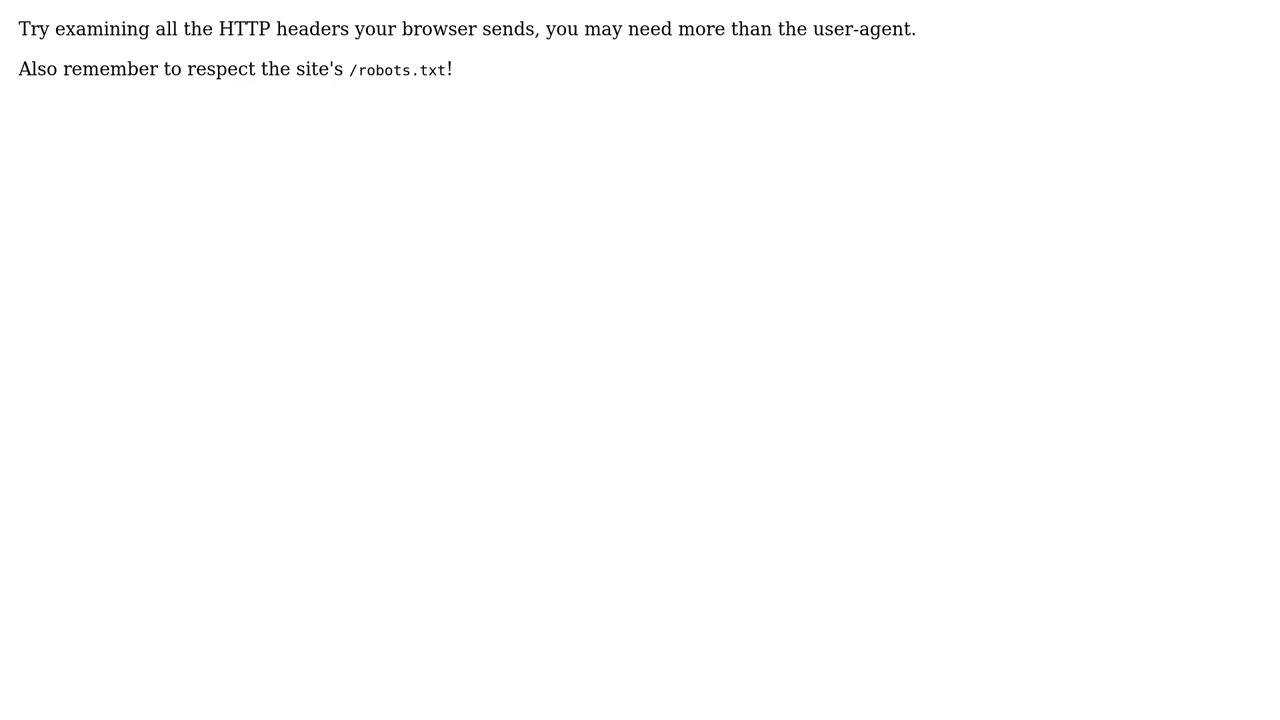 Try examining all the HTTP headers your browser sends, you may need more than the user-agent.
Also remember to respect the site's /robots.txt!